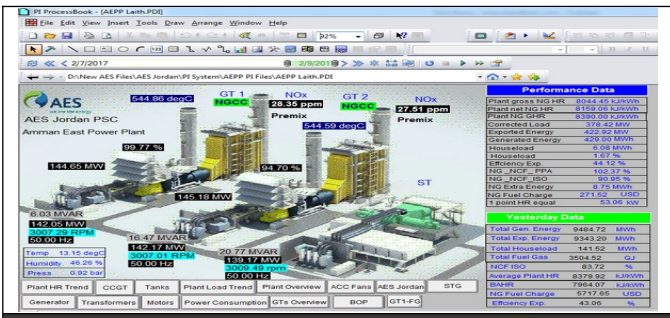 PI ProcessBook - [AEPP Laith.PDI]
File Edit View Insert Tools Draw Arrange Window Help
92%
2/7/2017
D:\New AES Files\AES Jordan\PI System\AEPP PI Files\AEPP Laith.PDI
AES
AES Jordan PSC
Amman East Power Plant
544.86 degC
GT 1
NGCC
NOx
28.35 ppm
Premix
GT 2
NGCC
NOx
27.51 ppm
Premix
544.59 degC
99.77 %
144.65 MW
94.70 %
145.18 MW
ST
6.03 MVAR
142.05 MW
3007.29 RPM
50.00 Hz
16.47 MVAR
142.17 MW
3007.01 RPM
50.00 Hz
20.77 MVAR
139.17 MW
3009.49 rpm
50.00 Hz
Temp 13.15 degC
Humidity 46.26 %
Press 0.92 bar
Performance Data
Plant gross NG HR 8044.45 kJ/kWh
Plant net NG HR 8159.06 kJ/kWh
Plant NG GHR 8390.00 kJ/kWh
Corrected Load 378.42 MW
Exported Energy 422.92 MWh
Generated Energy 429.00 MWh
Houseload 6.08 MWh
Houseload 1.67 %
Effciency Exp. 44.12 %
NG _NCF_ PPA 102.37 %
NG _NCF_ISO 90.95 %
NG Extra Energy 8.75 MWh
NG Fuel Charge 271.52 USD
1 point HR equal 53.06 kW
Yesterday Data
Total Gen. Energy 9484.72 MWh
Total Exp. Energy 9343.20 MWh
Total Houseload 141.52 MWh
Total Fuel Gas 3504.52 GJ
NCF ISO 83.72 %
Average Plant HR 8379.92 kJ/kWh
BAHR 7964.07 kJ/kWh
NG Fuel Charge 5717.65 USD
Effciency Exp 43.06 %
Plant HR Trend CCGT Tanks Plant Load Trend Plant Overview ACC Fans AES Jordan STG
Generator Transformers Motors Power Consumption GTs Overview BOP GT1-FG